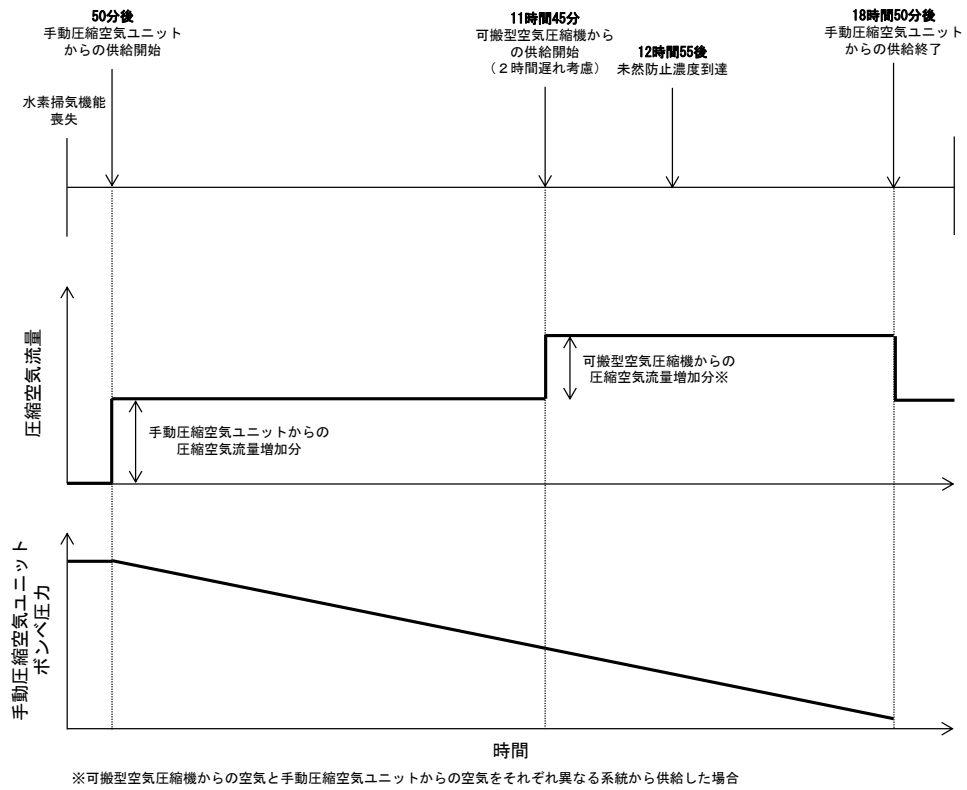 50分後
手動圧縮空気ユニット
からの供給開始
11時間45分
可搬型空気圧縮機から
の供給開始
(2時間遅れ考慮)
12時間55後
未然防止濃度到達
18時間50分後
手動圧縮空気ユニット
からの供給終了
水素掃気機能
喪失
圧縮空気流量
可搬型空気圧縮機からの
圧縮空気流量増加分※
手動圧縮空気ユニットからの
圧縮空気流量増加分
手動圧縮空気ユニット
ボンベ圧力
時間
※可搬型空気圧縮機からの空気と手動圧縮空気ユニットからの空気をそれぞれ異なる系統から供給した場合